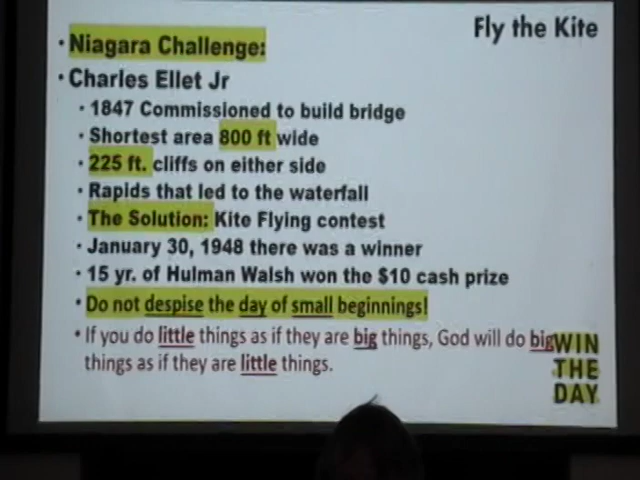 Fly the Kite
• Niagara Challenge:
• Charles Ellet Jr
• 1847 Commissioned to build bridge
• Shortest area 800 ft wide
• 225 ft. cliffs on either side
• Rapids that led to the waterfall
• The Solution: Kite Flying contest
• January 30, 1948 there was a winner
• 15 yr. of Hulman Walsh won the $10 cash prize
• Do not despise the day of small beginnings!
• If you do little things as if they are big things, God will do big
things as if they are little things.
WIN
THE
DAY